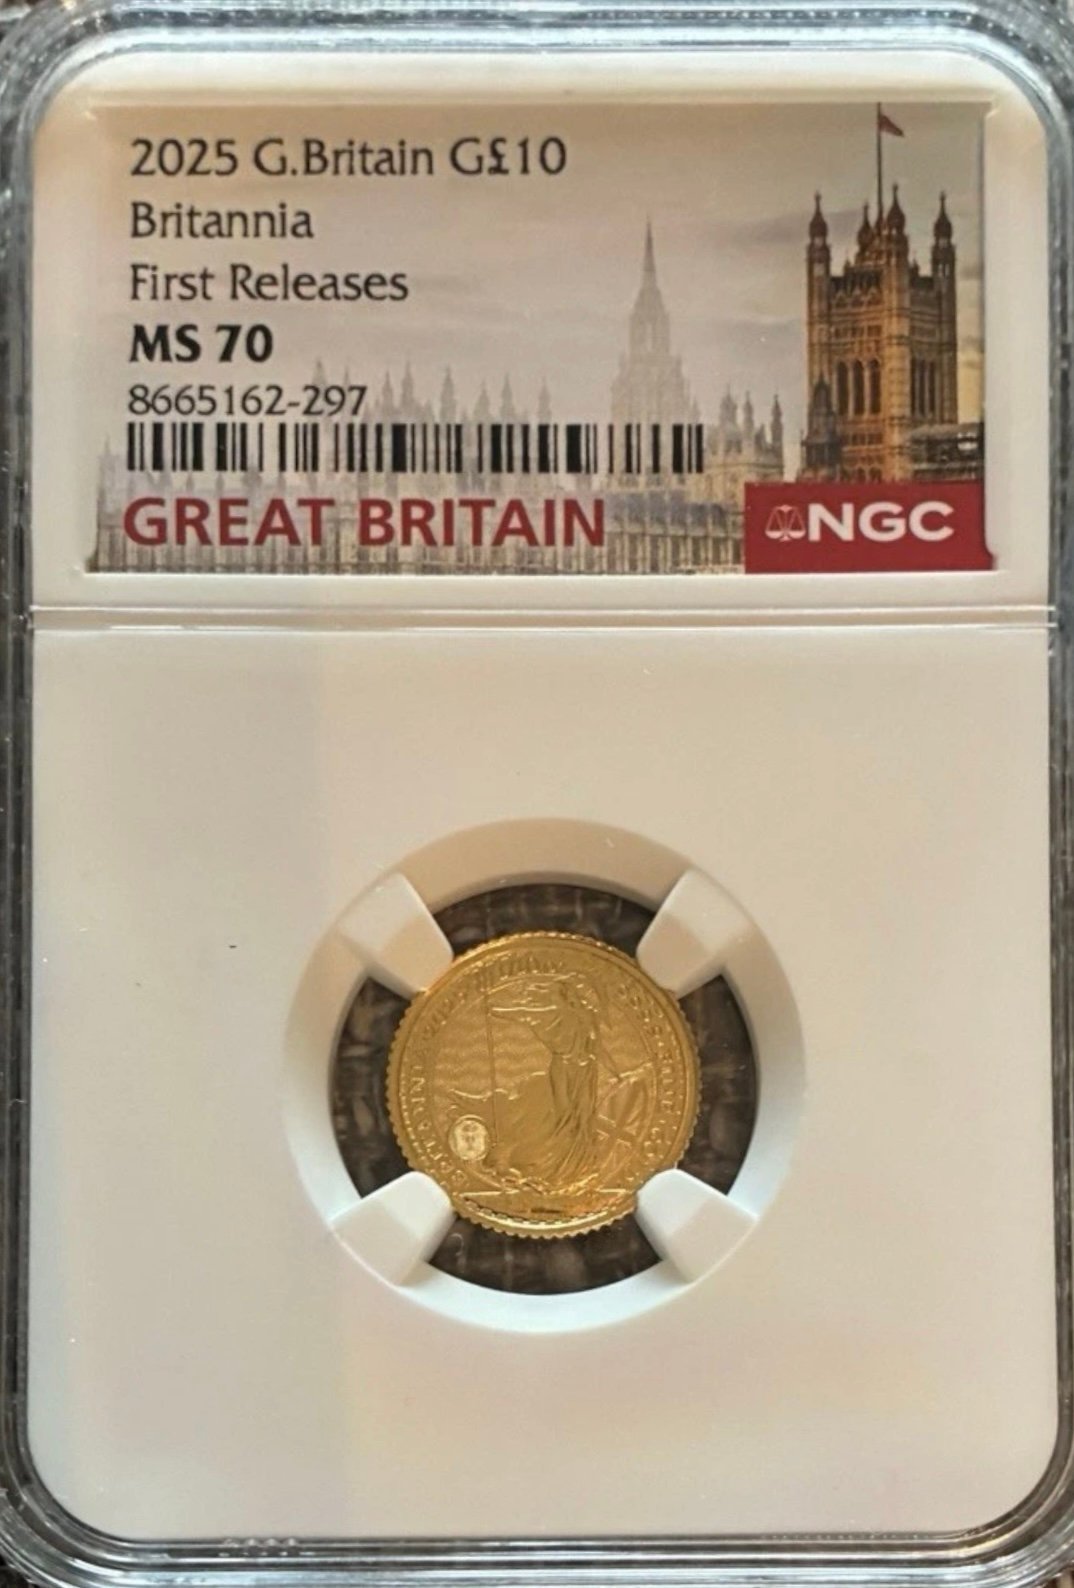 2025 G.Britain G£10
Britannia
First Releases
MS 70
8665162-297
GREAT BRITAIN
NGC